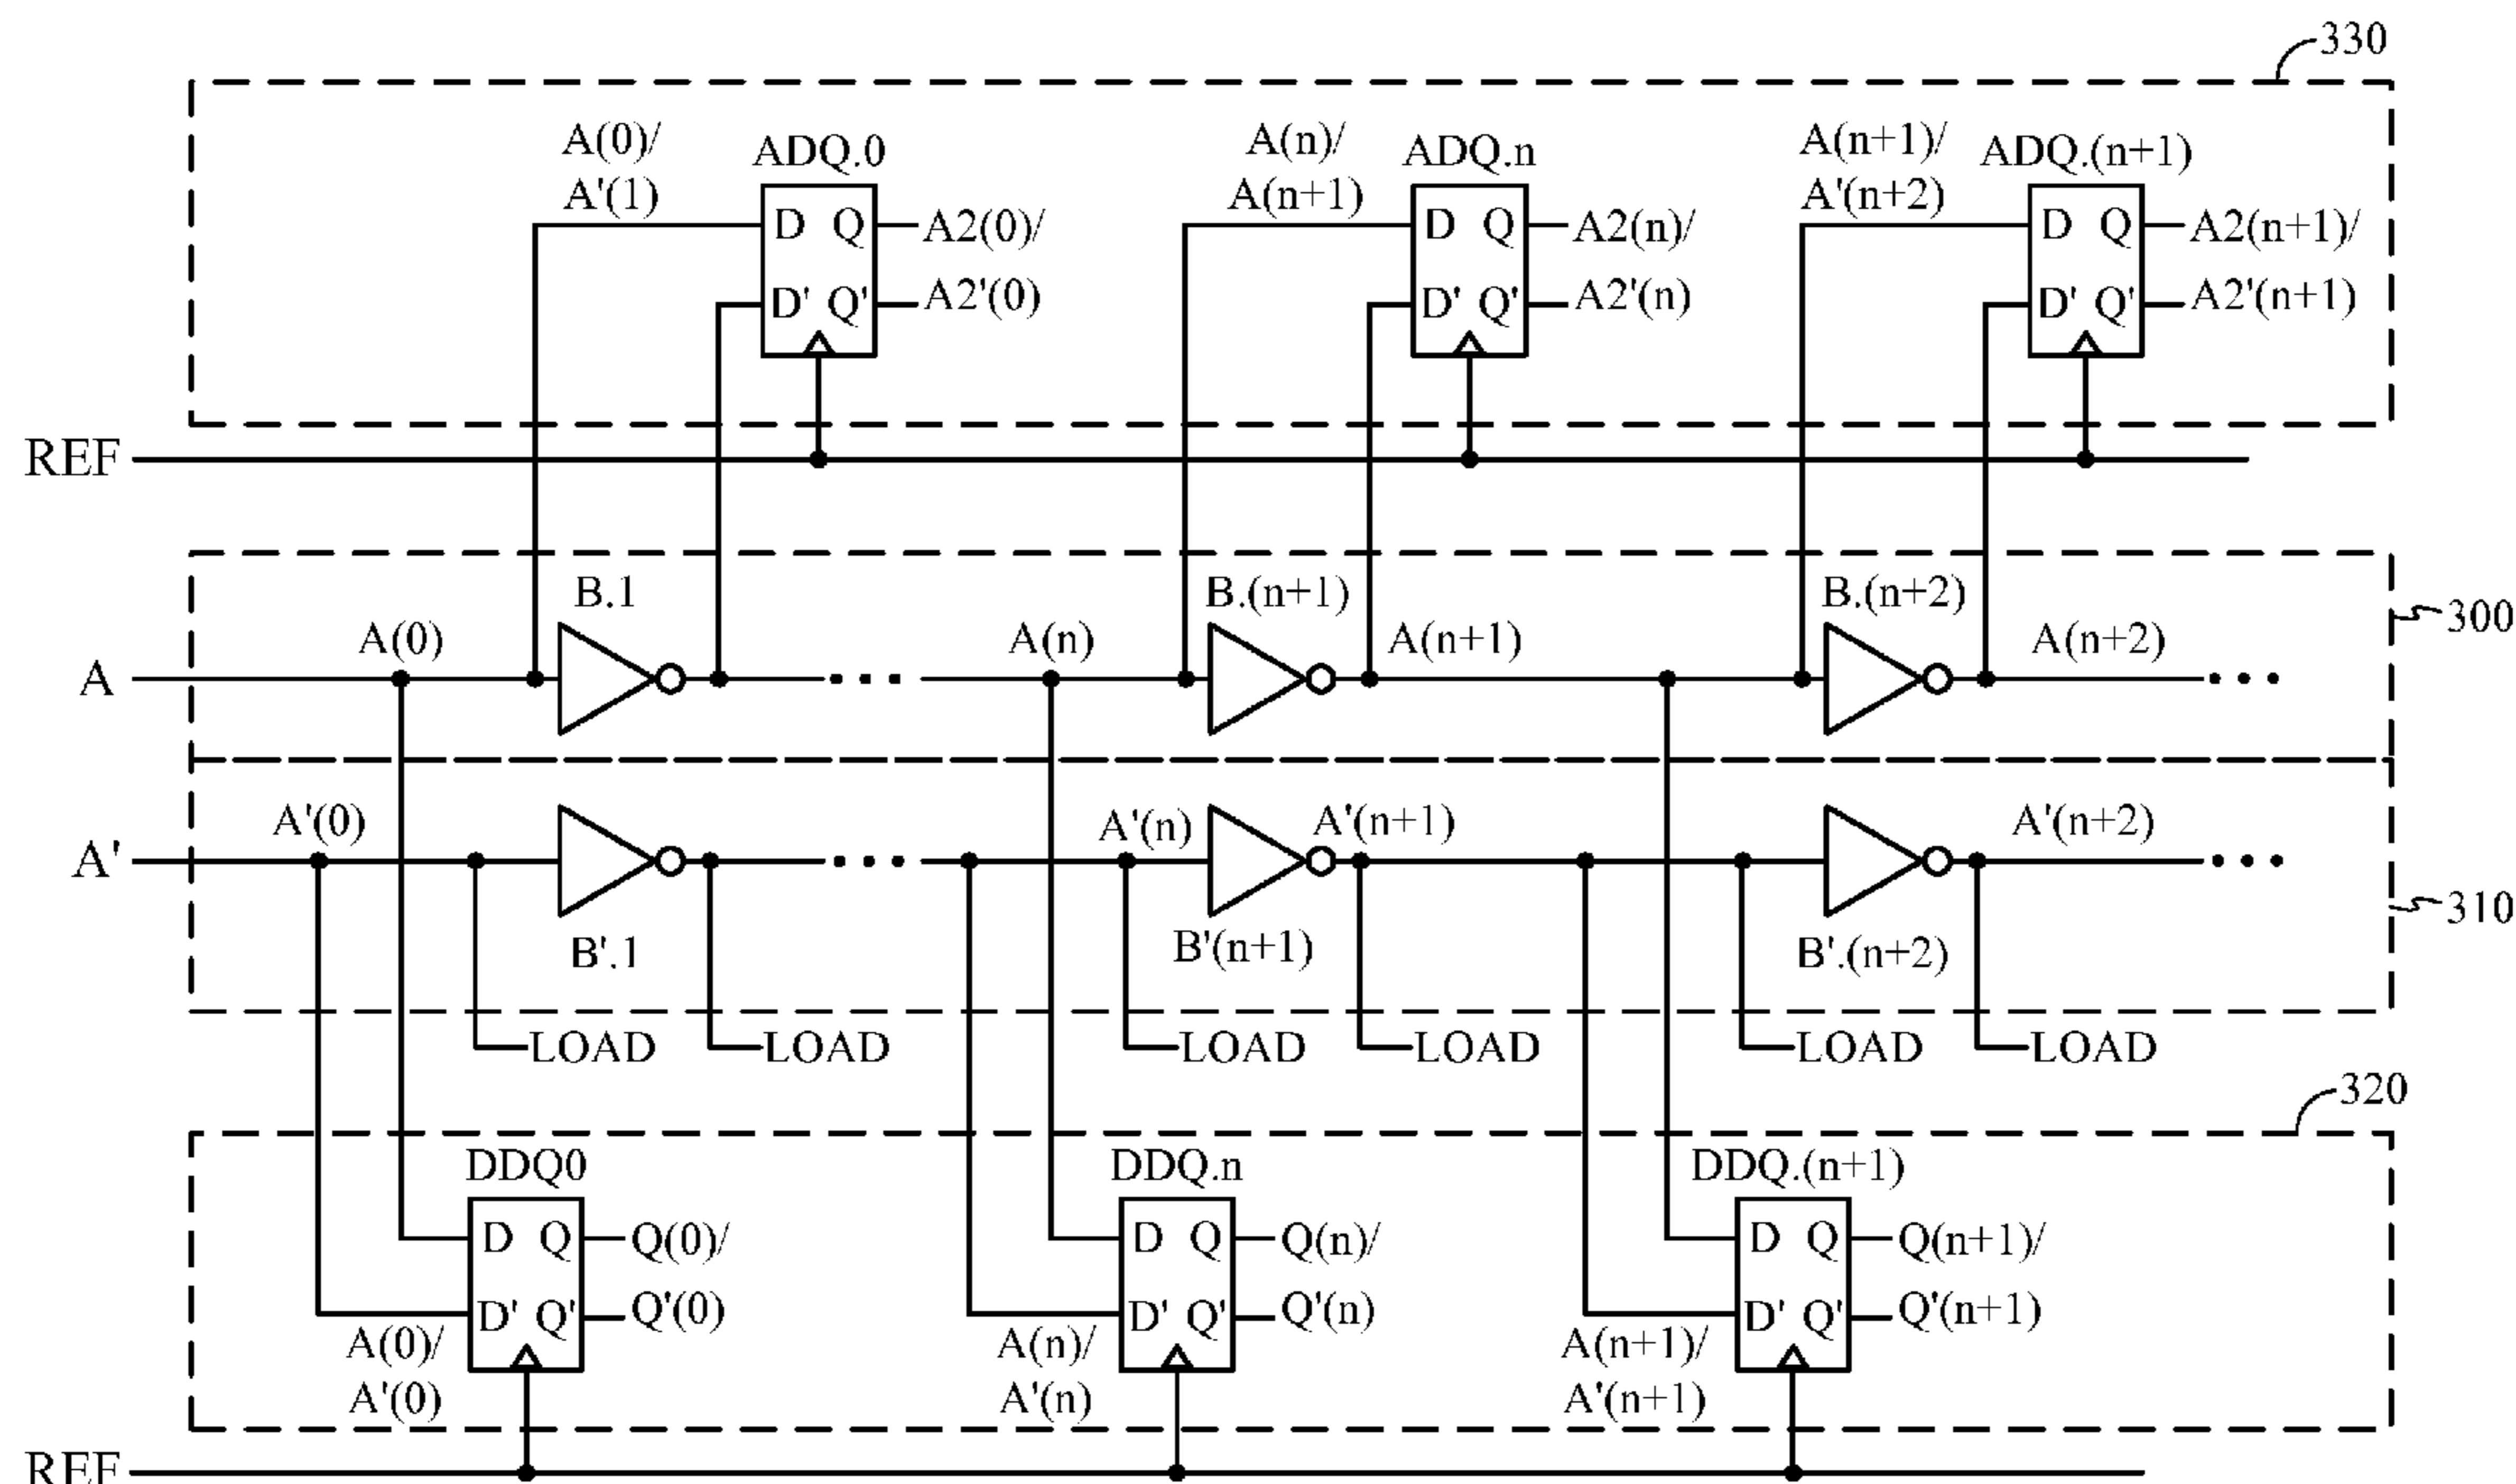 330
A(0)/
A'(1)
ADQ.0
D Q
D' Q'
A2(0)/
A2'(0)
A(n)/
A(n+1)
ADQ.n
D Q
D' Q'
A2(n)/
A2'(n)
A(n+1)/
A'(n+2)
ADQ.(n+1)
D Q
D' Q'
A2(n+1)/
A2'(n+1)
REF
A
A(0)
B.1
A(n)
B.(n+1)
A(n+1)
B.(n+2)
A(n+2)
300
A'
A'(0)
B'.1
A'(n)
B'(n+1)
A'(n+1)
B'.(n+2)
A'(n+2)
310
LOAD
LOAD
LOAD
LOAD
LOAD
LOAD
320
DDQ0
D Q
D' Q'
Q(0)/
Q'(0)
A(0)/
A'(0)
DDQ.n
D Q
D' Q'
Q(n)/
Q'(n)
A(n)/
A'(n)
DDQ.(n+1)
D Q
D' Q'
Q(n+1)/
Q'(n+1)
A(n+1)/
A'(n+1)
REF